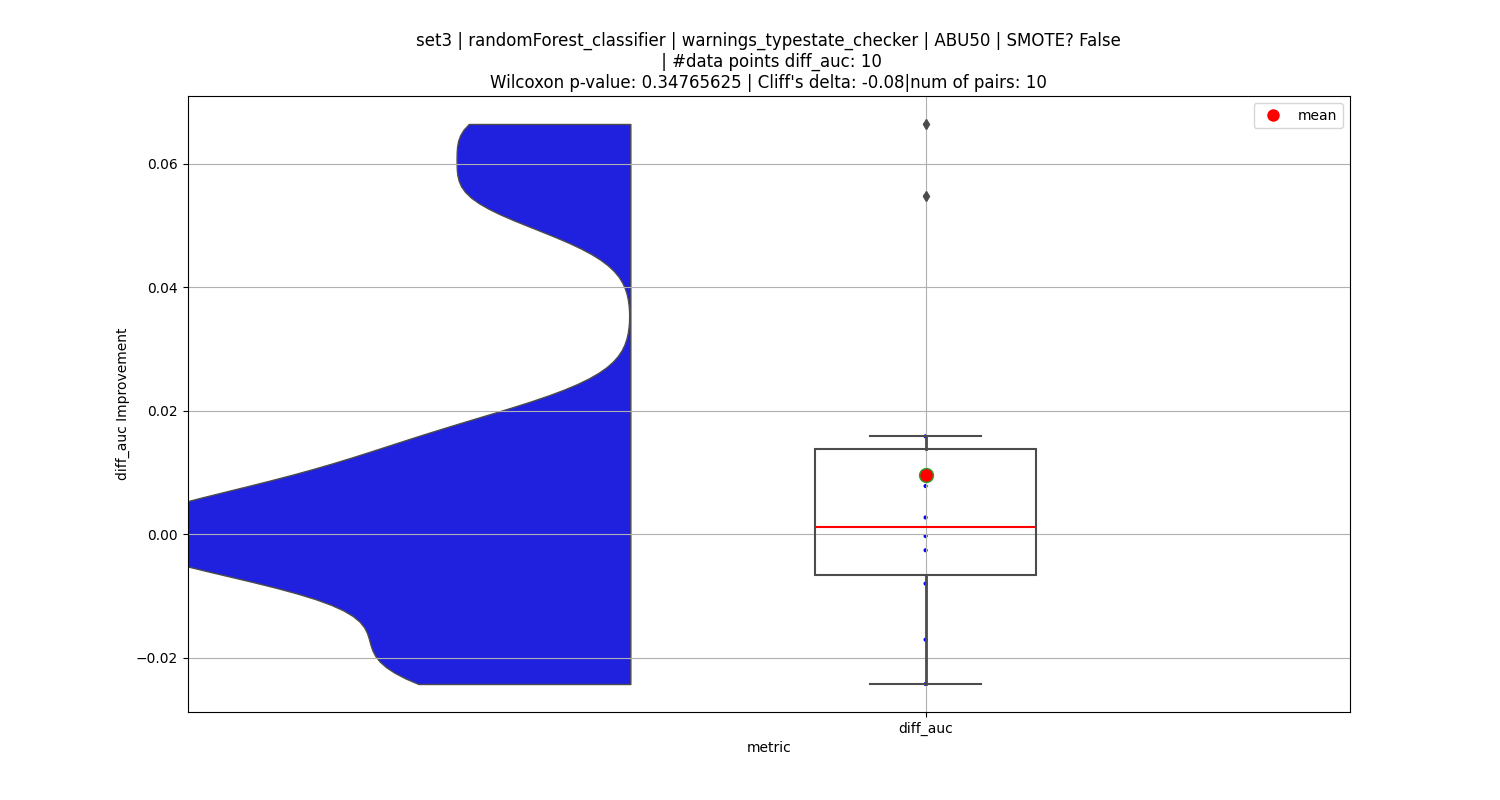 set3 | randomForest_classifier | warnings_typestate_checker | ABU50 | SMOTE? False
| #data points diff_auc: 10
Wilcoxon p-value: 0.34765625 | Cliff's delta: -0.08|num of pairs: 10
mean
0.06
0.04
0.02
0.00
−0.02
diff_auc Improvement
diff_auc
metric